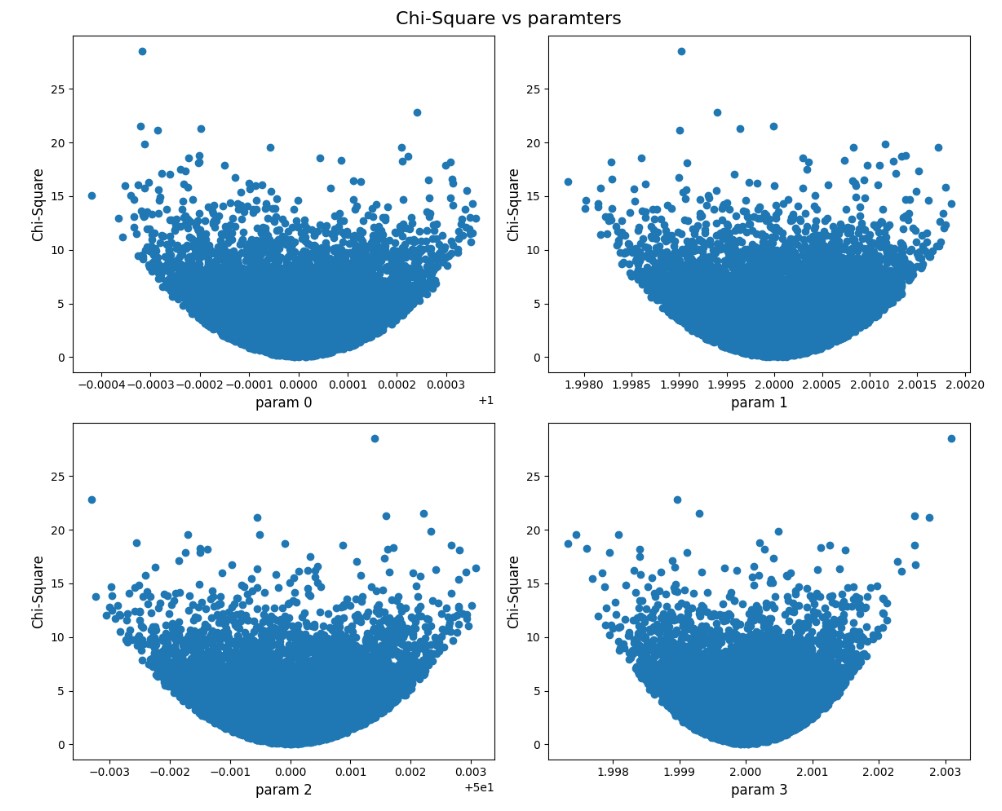 Chi-Square vs paramters
Chi-Square
25
20
15
10
5
0
−0.0004 −0.0003 −0.0002 −0.0001 0.0000 0.0001 0.0002 0.0003
+1
param 0
Chi-Square
25
20
15
10
5
0
1.9980 1.9985 1.9990 1.9995 2.0000 2.0005 2.0010 2.0015 2.0020
param 1
Chi-Square
25
20
15
10
5
0
−0.003 −0.002 −0.001 0.000 0.001 0.002 0.003
+5e1
param 2
Chi-Square
25
20
15
10
5
0
1.998 1.999 2.000 2.001 2.002 2.003
param 3